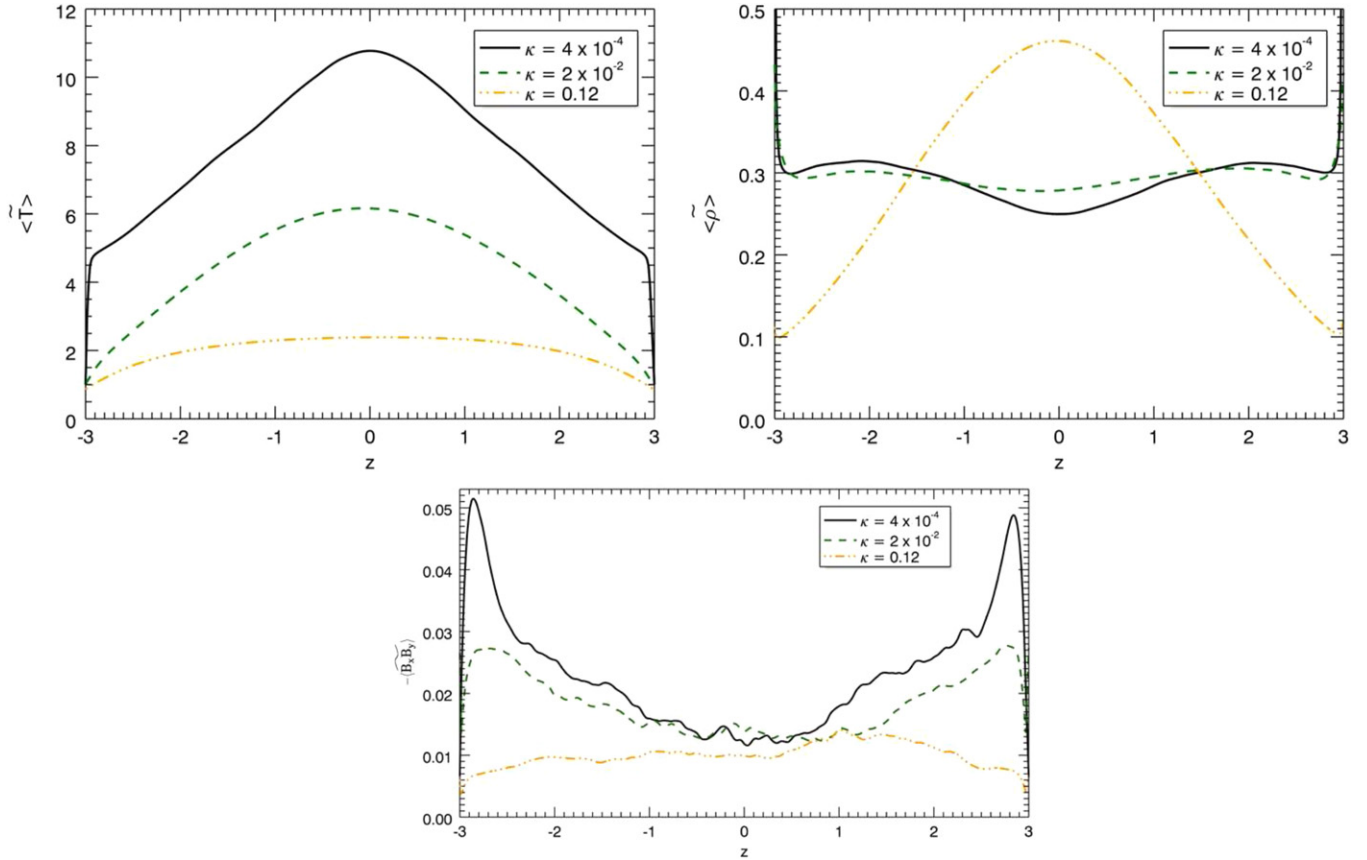 12
10
8
6
4
2
0
<T̃>
κ = 4 x 10⁻⁴
κ = 2 x 10⁻²
κ = 0.12
-3 -2 -1 0 1 2 3
z
0.5
0.4
0.3
0.2
0.1
0.0
<ρ̃>
κ = 4 x 10⁻⁴
κ = 2 x 10⁻²
κ = 0.12
-3 -2 -1 0 1 2 3
z
0.05
0.04
0.03
0.02
0.01
0.00
-⟨B̃ₓB̃ᵧ⟩
κ = 4 x 10⁻⁴
κ = 2 x 10⁻²
κ = 0.12
-3 -2 -1 0 1 2 3
z